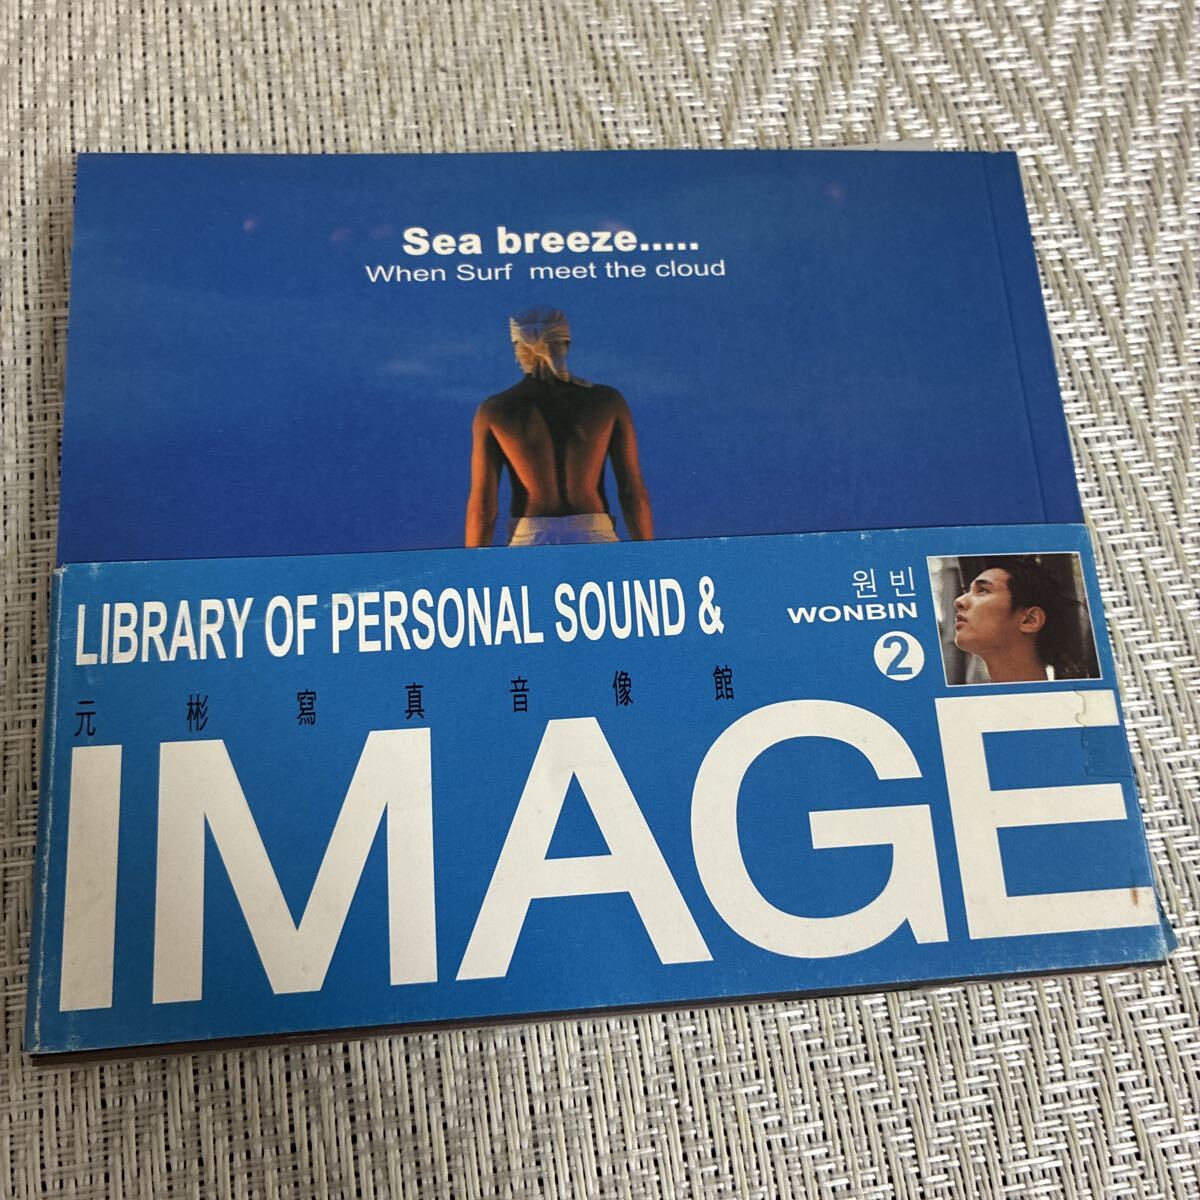 Sea breeze.....
When Surf meet the cloud
LIBRARY OF PERSONAL SOUND &
원빈
WONBIN
2
元彬寫真音像館
IMAGE